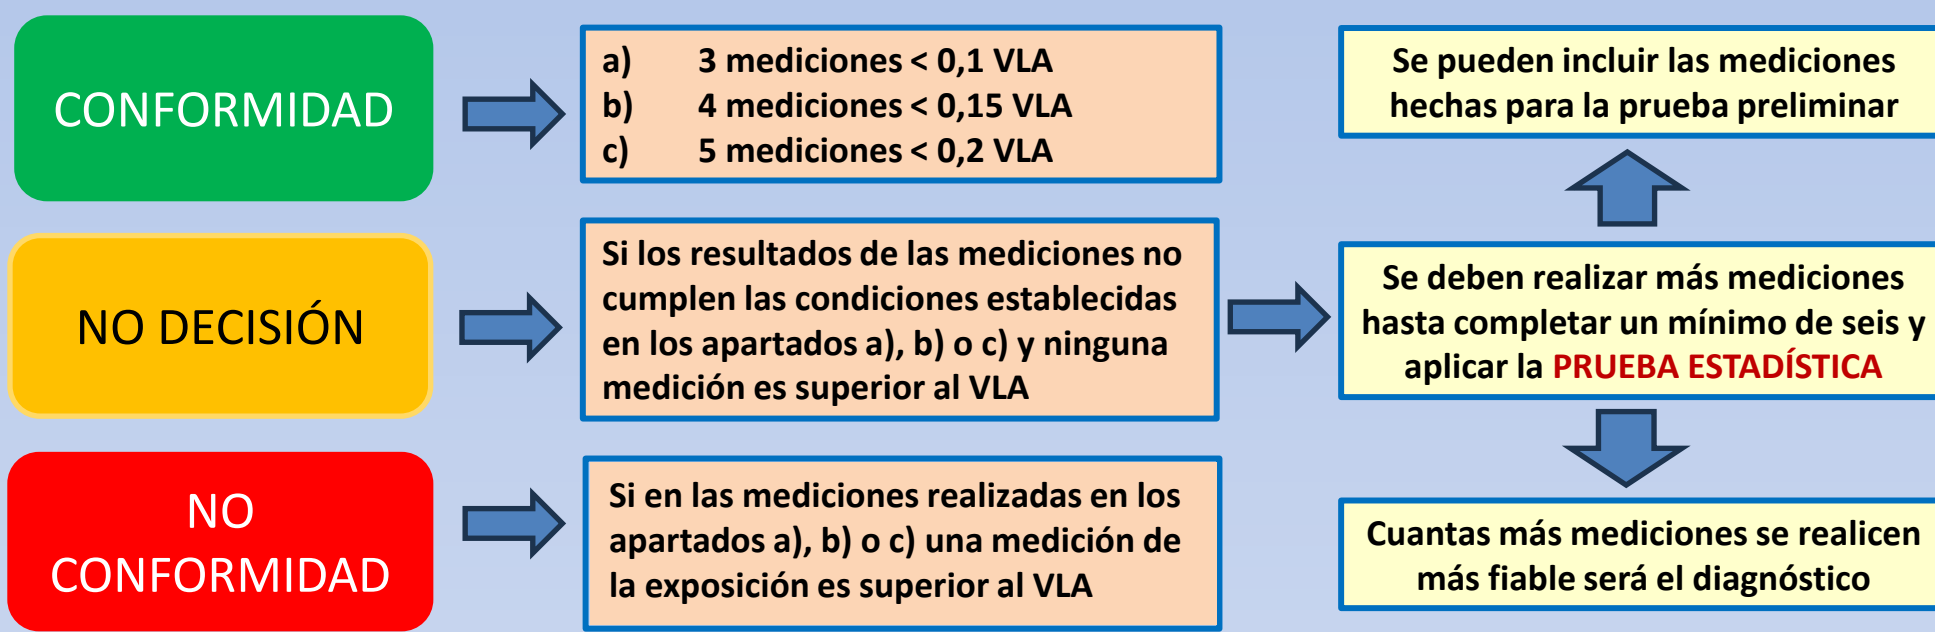 CONFORMIDAD
a) 3 mediciones < 0,1 VLA
b) 4 mediciones < 0,15 VLA
c) 5 mediciones < 0,2 VLA
Se pueden incluir las mediciones
hechas para la prueba preliminar
NO DECISIÓN
Si los resultados de las mediciones no
cumplen las condiciones establecidas
en los apartados a), b) o c) y ninguna
medición es superior al VLA
Se deben realizar más mediciones
hasta completar un mínimo de seis y
aplicar la PRUEBA ESTADÍSTICA
NO
CONFORMIDAD
Si en las mediciones realizadas en los
apartados a), b) o c) una medición de
la exposición es superior al VLA
Cuantas más mediciones se realicen
más fiable será el diagnóstico